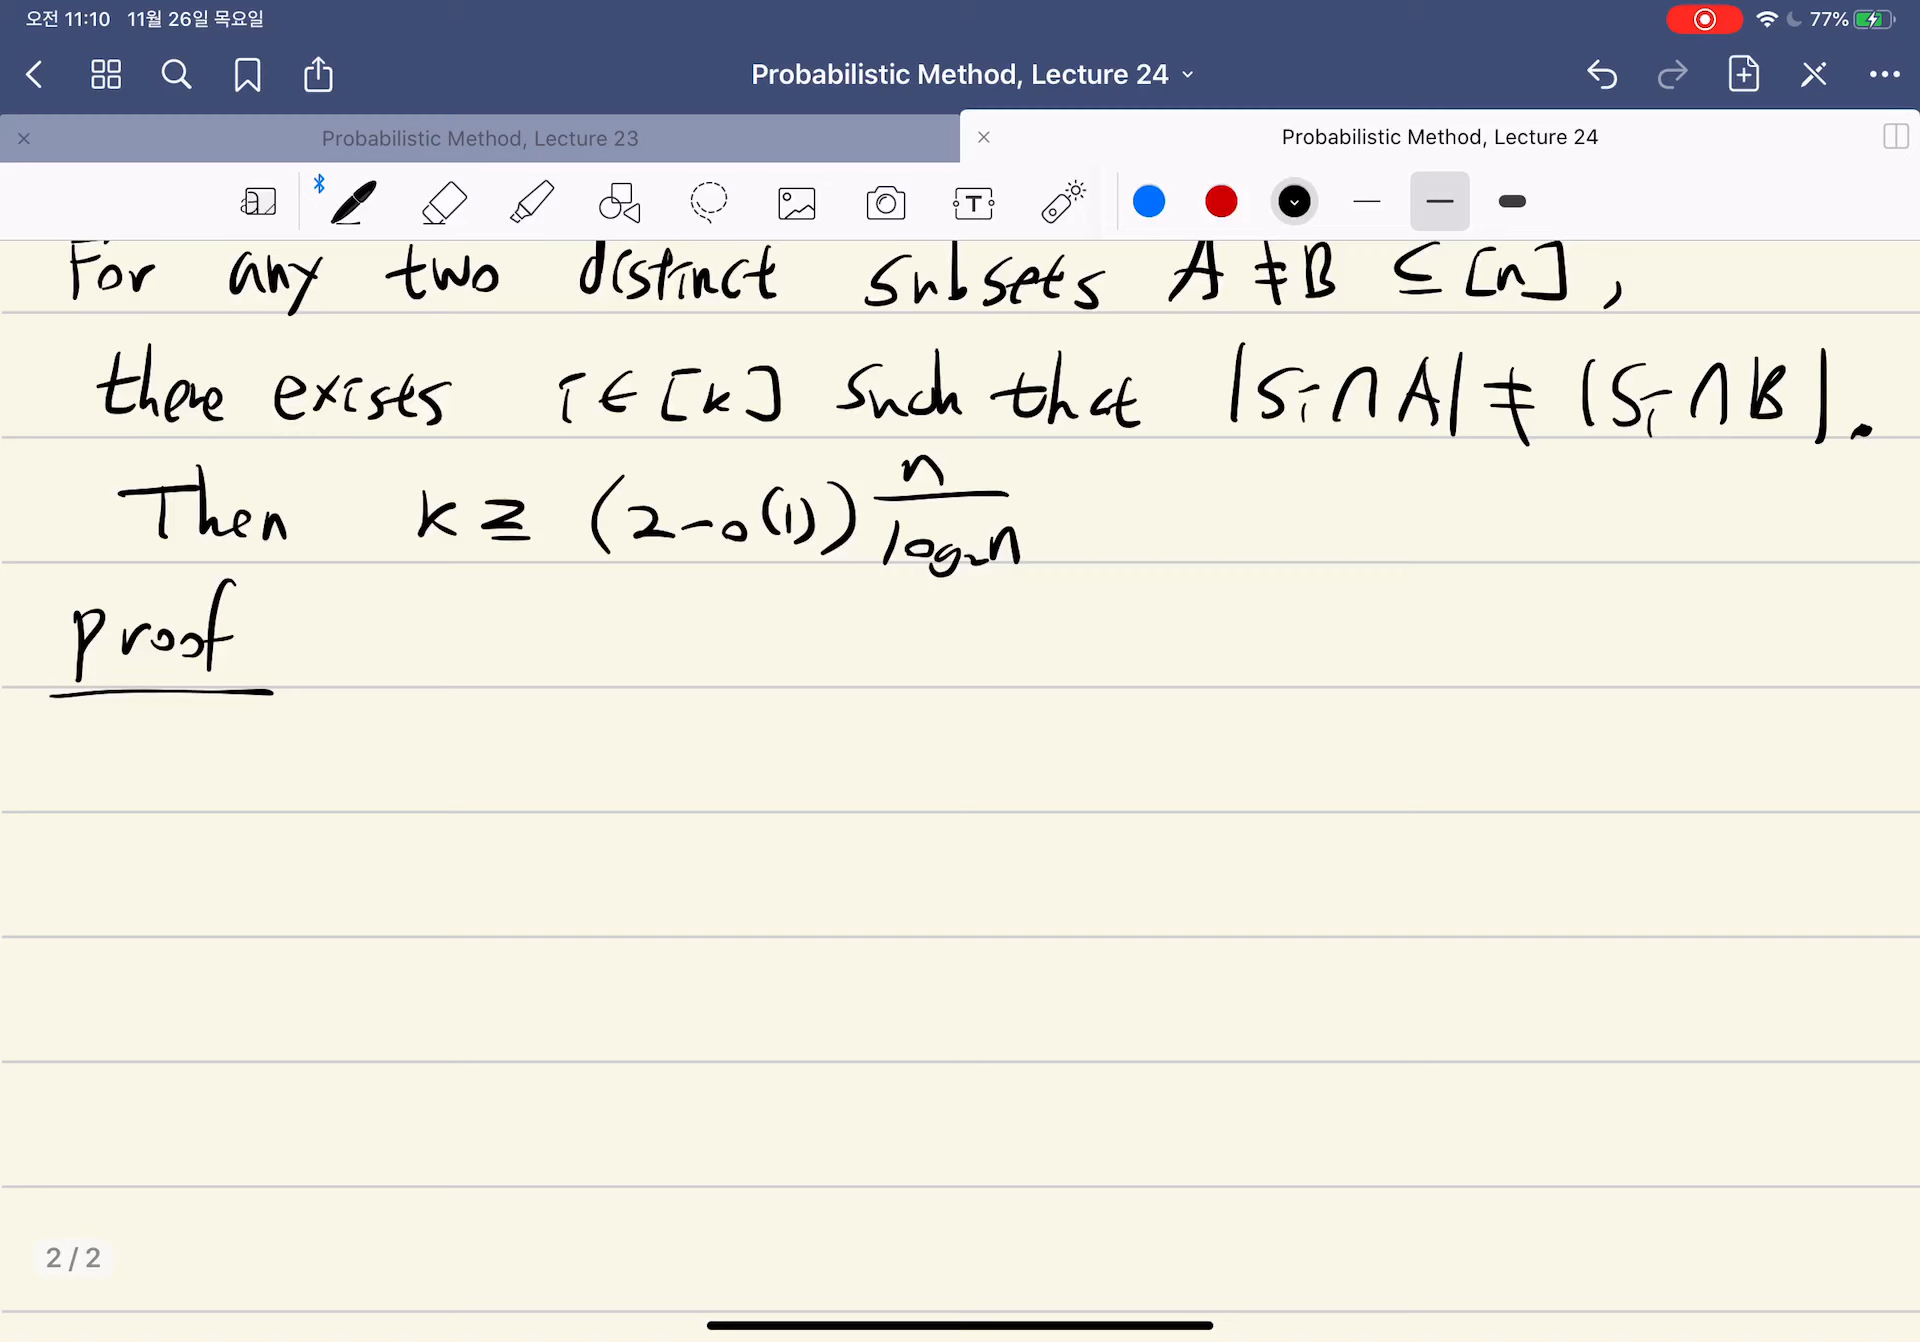 오전 11:10 11월 26일 목요일 77%
Probabilistic Method, Lecture 24
Probabilistic Method, Lecture 23 Probabilistic Method, Lecture 24
For any two distinct subsets A ≠ B ⊆ [n],
there exists i ∈ [k] such that |Si ∩ A| ≠ |Si ∩ B|.
Then k ≥ (2-o(1)) n / log₂n
Proof
2 / 2